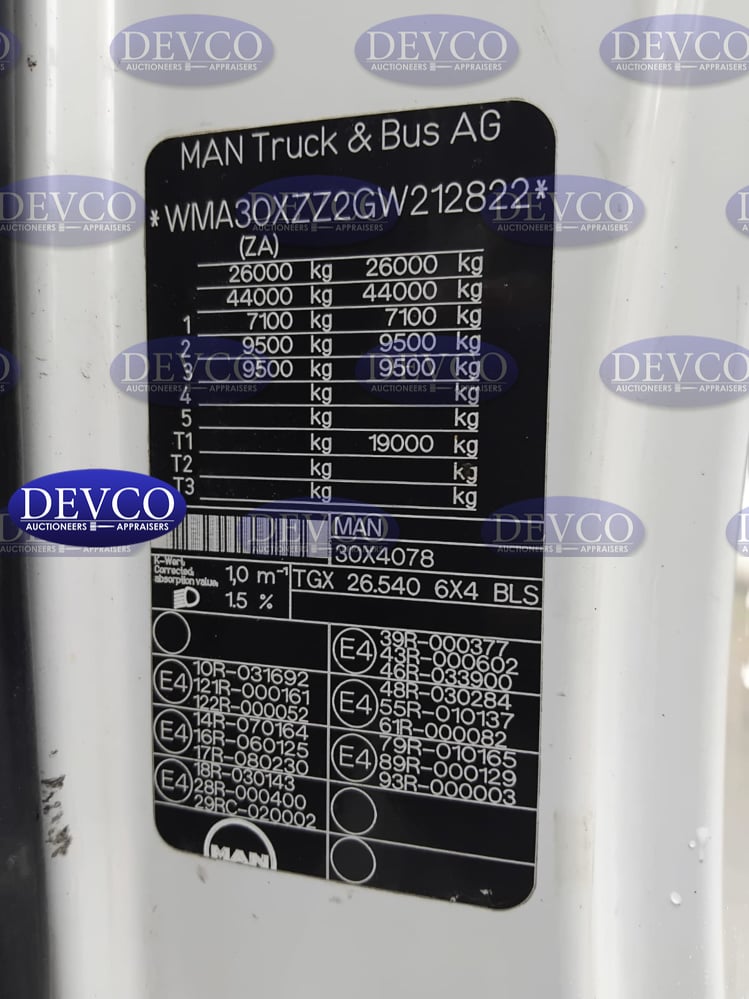 MAN Truck & Bus AG
*WMA30XZZ2GW212822*
(ZA)
26000 kg 26000 kg
44000 kg 44000 kg
1 7100 kg 7100 kg
2 9500 kg 9500 kg
3 9500 kg 9500 kg
4 kg kg
5 kg kg
T1 kg 19000 kg
T2 kg kg
T3 kg kg
MAN
30X4078
K-Wert
Corrected
absorption value
1,0 m⁻¹
1.5 %
TGX 26.540 6X4 BLS
E4
10R-031692
121R-000161
122R-000052
E4
14R-070164
16R-060125
17R-080230
E4
18R-030143
28R-000400
29RC-020002
E4
39R-000377
43R-000602
46R-033900
E4
48R-030284
55R-010137
61R-000082
E4
79R-010165
89R-000129
93R-000003
MAN
DEVCO
AUCTIONEERS APPRAISERS